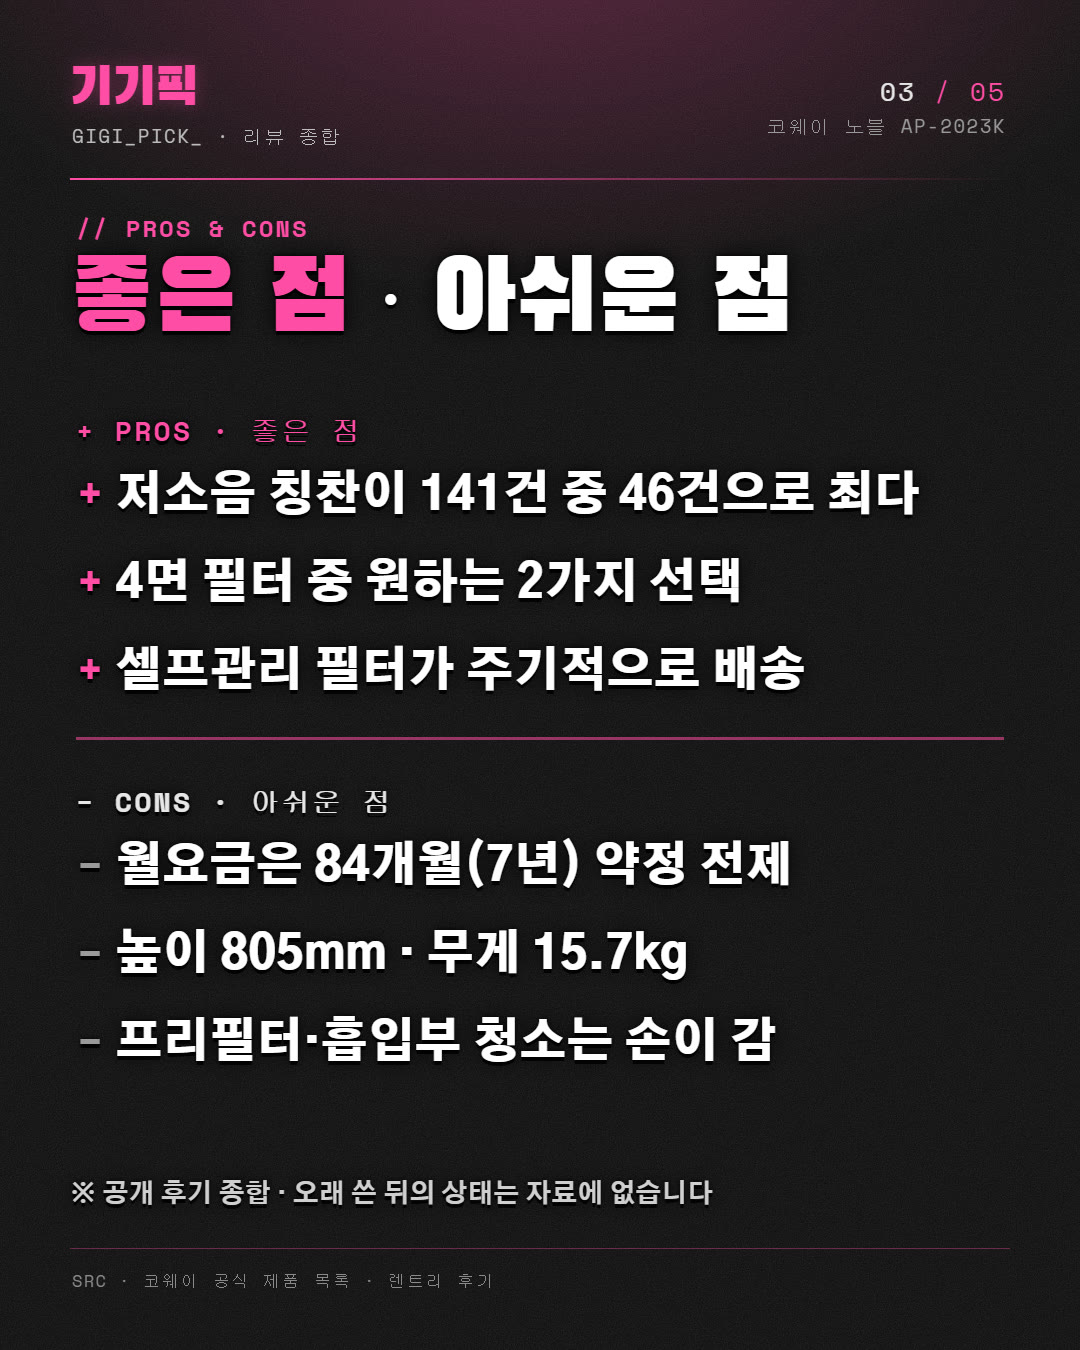 기기픽
GIGI_PICK_ · 리뷰 종합
03 / 05
코웨이 노블 AP-2023K
// PROS & CONS
좋은 점 · 아쉬운 점
+ PROS · 좋은 점
+ 저소음 칭찬이 141건 중 46건으로 최다
+ 4면 필터 중 원하는 2가지 선택
+ 셀프관리 필터가 주기적으로 배송
- CONS · 아쉬운 점
- 월요금은 84개월(7년) 약정 전제
- 높이 805mm · 무게 15.7kg
- 프리필터·흡입부 청소는 손이 감
※ 공개 후기 종합 · 오래 쓴 뒤의 상태는 자료에 없습니다
SRC · 코웨이 공식 제품 목록 · 렌트리 후기